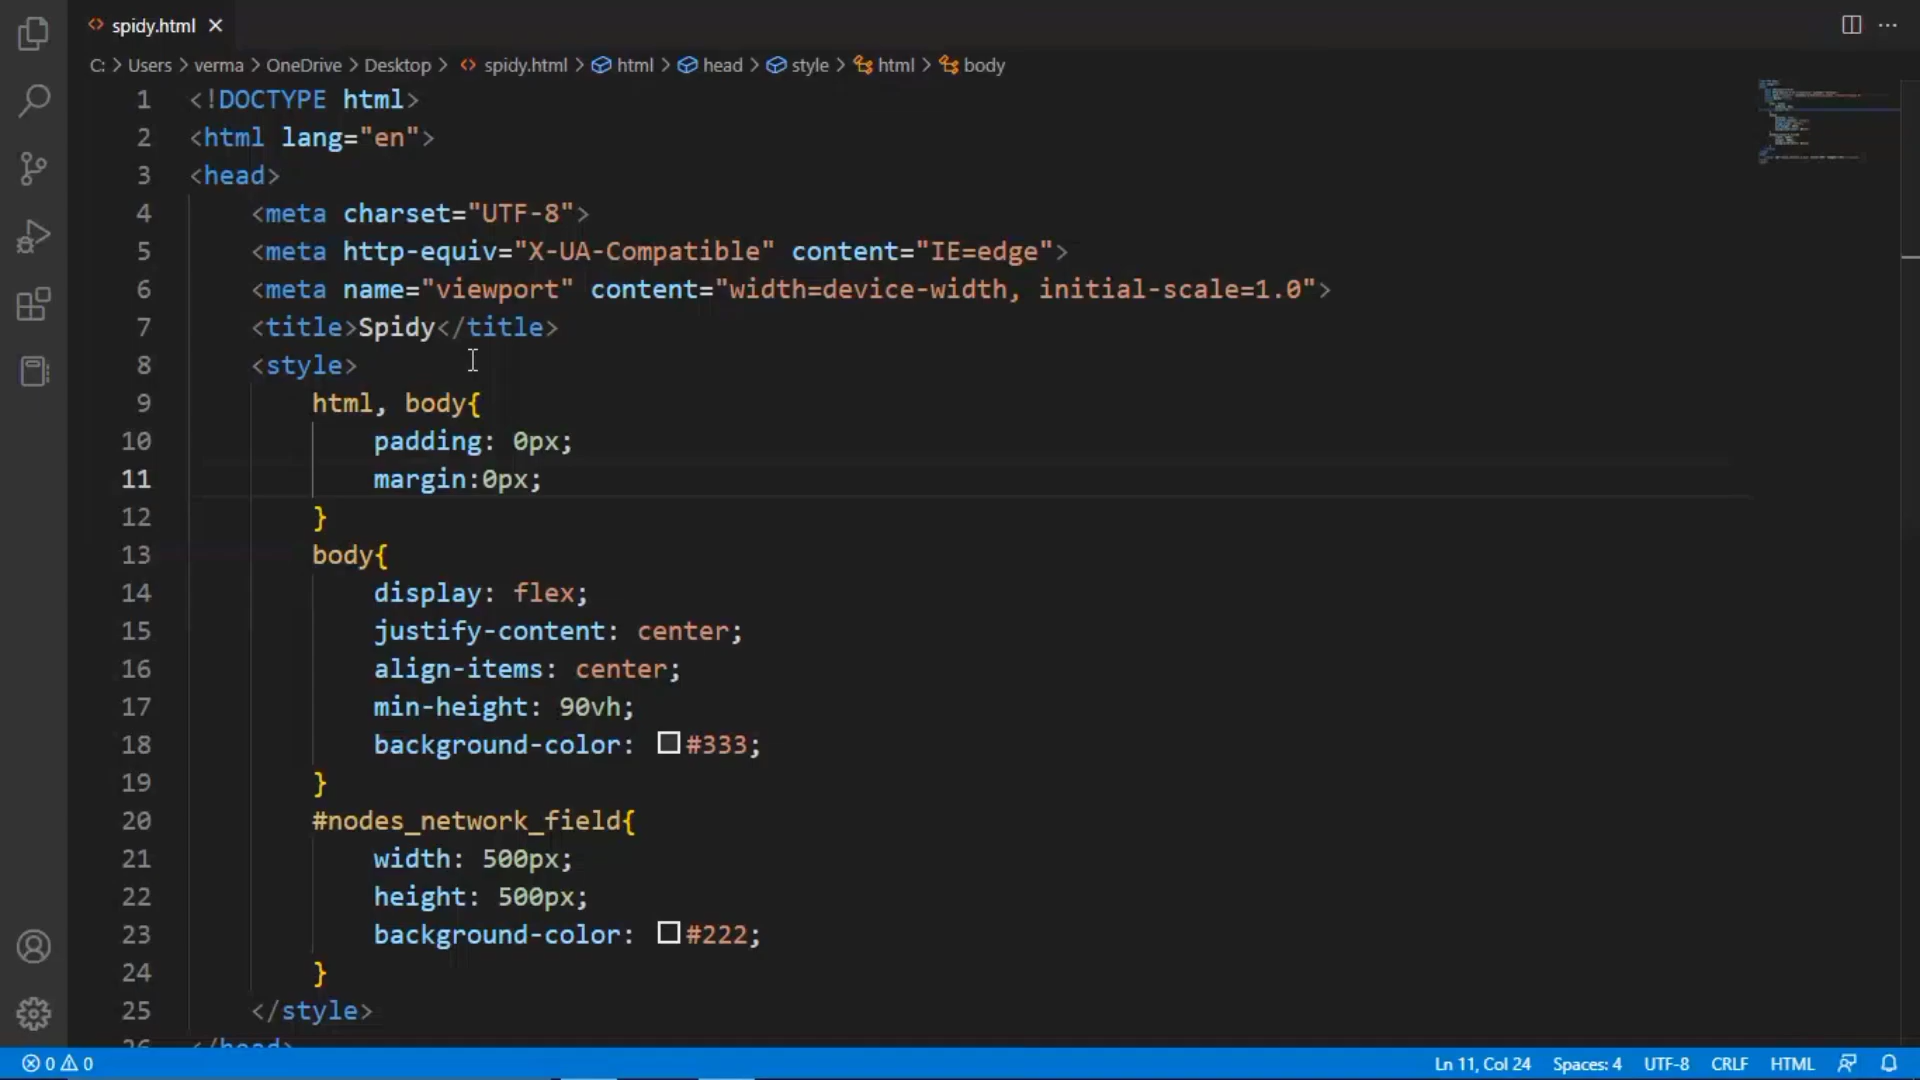 spidy.html
C: > Users > verma > OneDrive > Desktop > spidy.html > html > head > style > html > body
1 <!DOCTYPE html>
2 <html lang="en">
3 <head>
4 <meta charset="UTF-8">
5 <meta http-equiv="X-UA-Compatible" content="IE=edge">
6 <meta name="viewport" content="width=device-width, initial-scale=1.0">
7 <title>Spidy</title>
8 <style>
9 html, body{
10 padding: 0px;
11 margin:0px;
12 }
13 body{
14 display: flex;
15 justify-content: center;
16 align-items: center;
17 min-height: 90vh;
18 background-color: #333;
19 }
20 #nodes_network_field{
21 width: 500px;
22 height: 500px;
23 background-color: #222;
24 }
25 </style>
26 </head>
0 0 Ln 11, Col 24 Spaces: 4 UTF-8 CRLF HTML